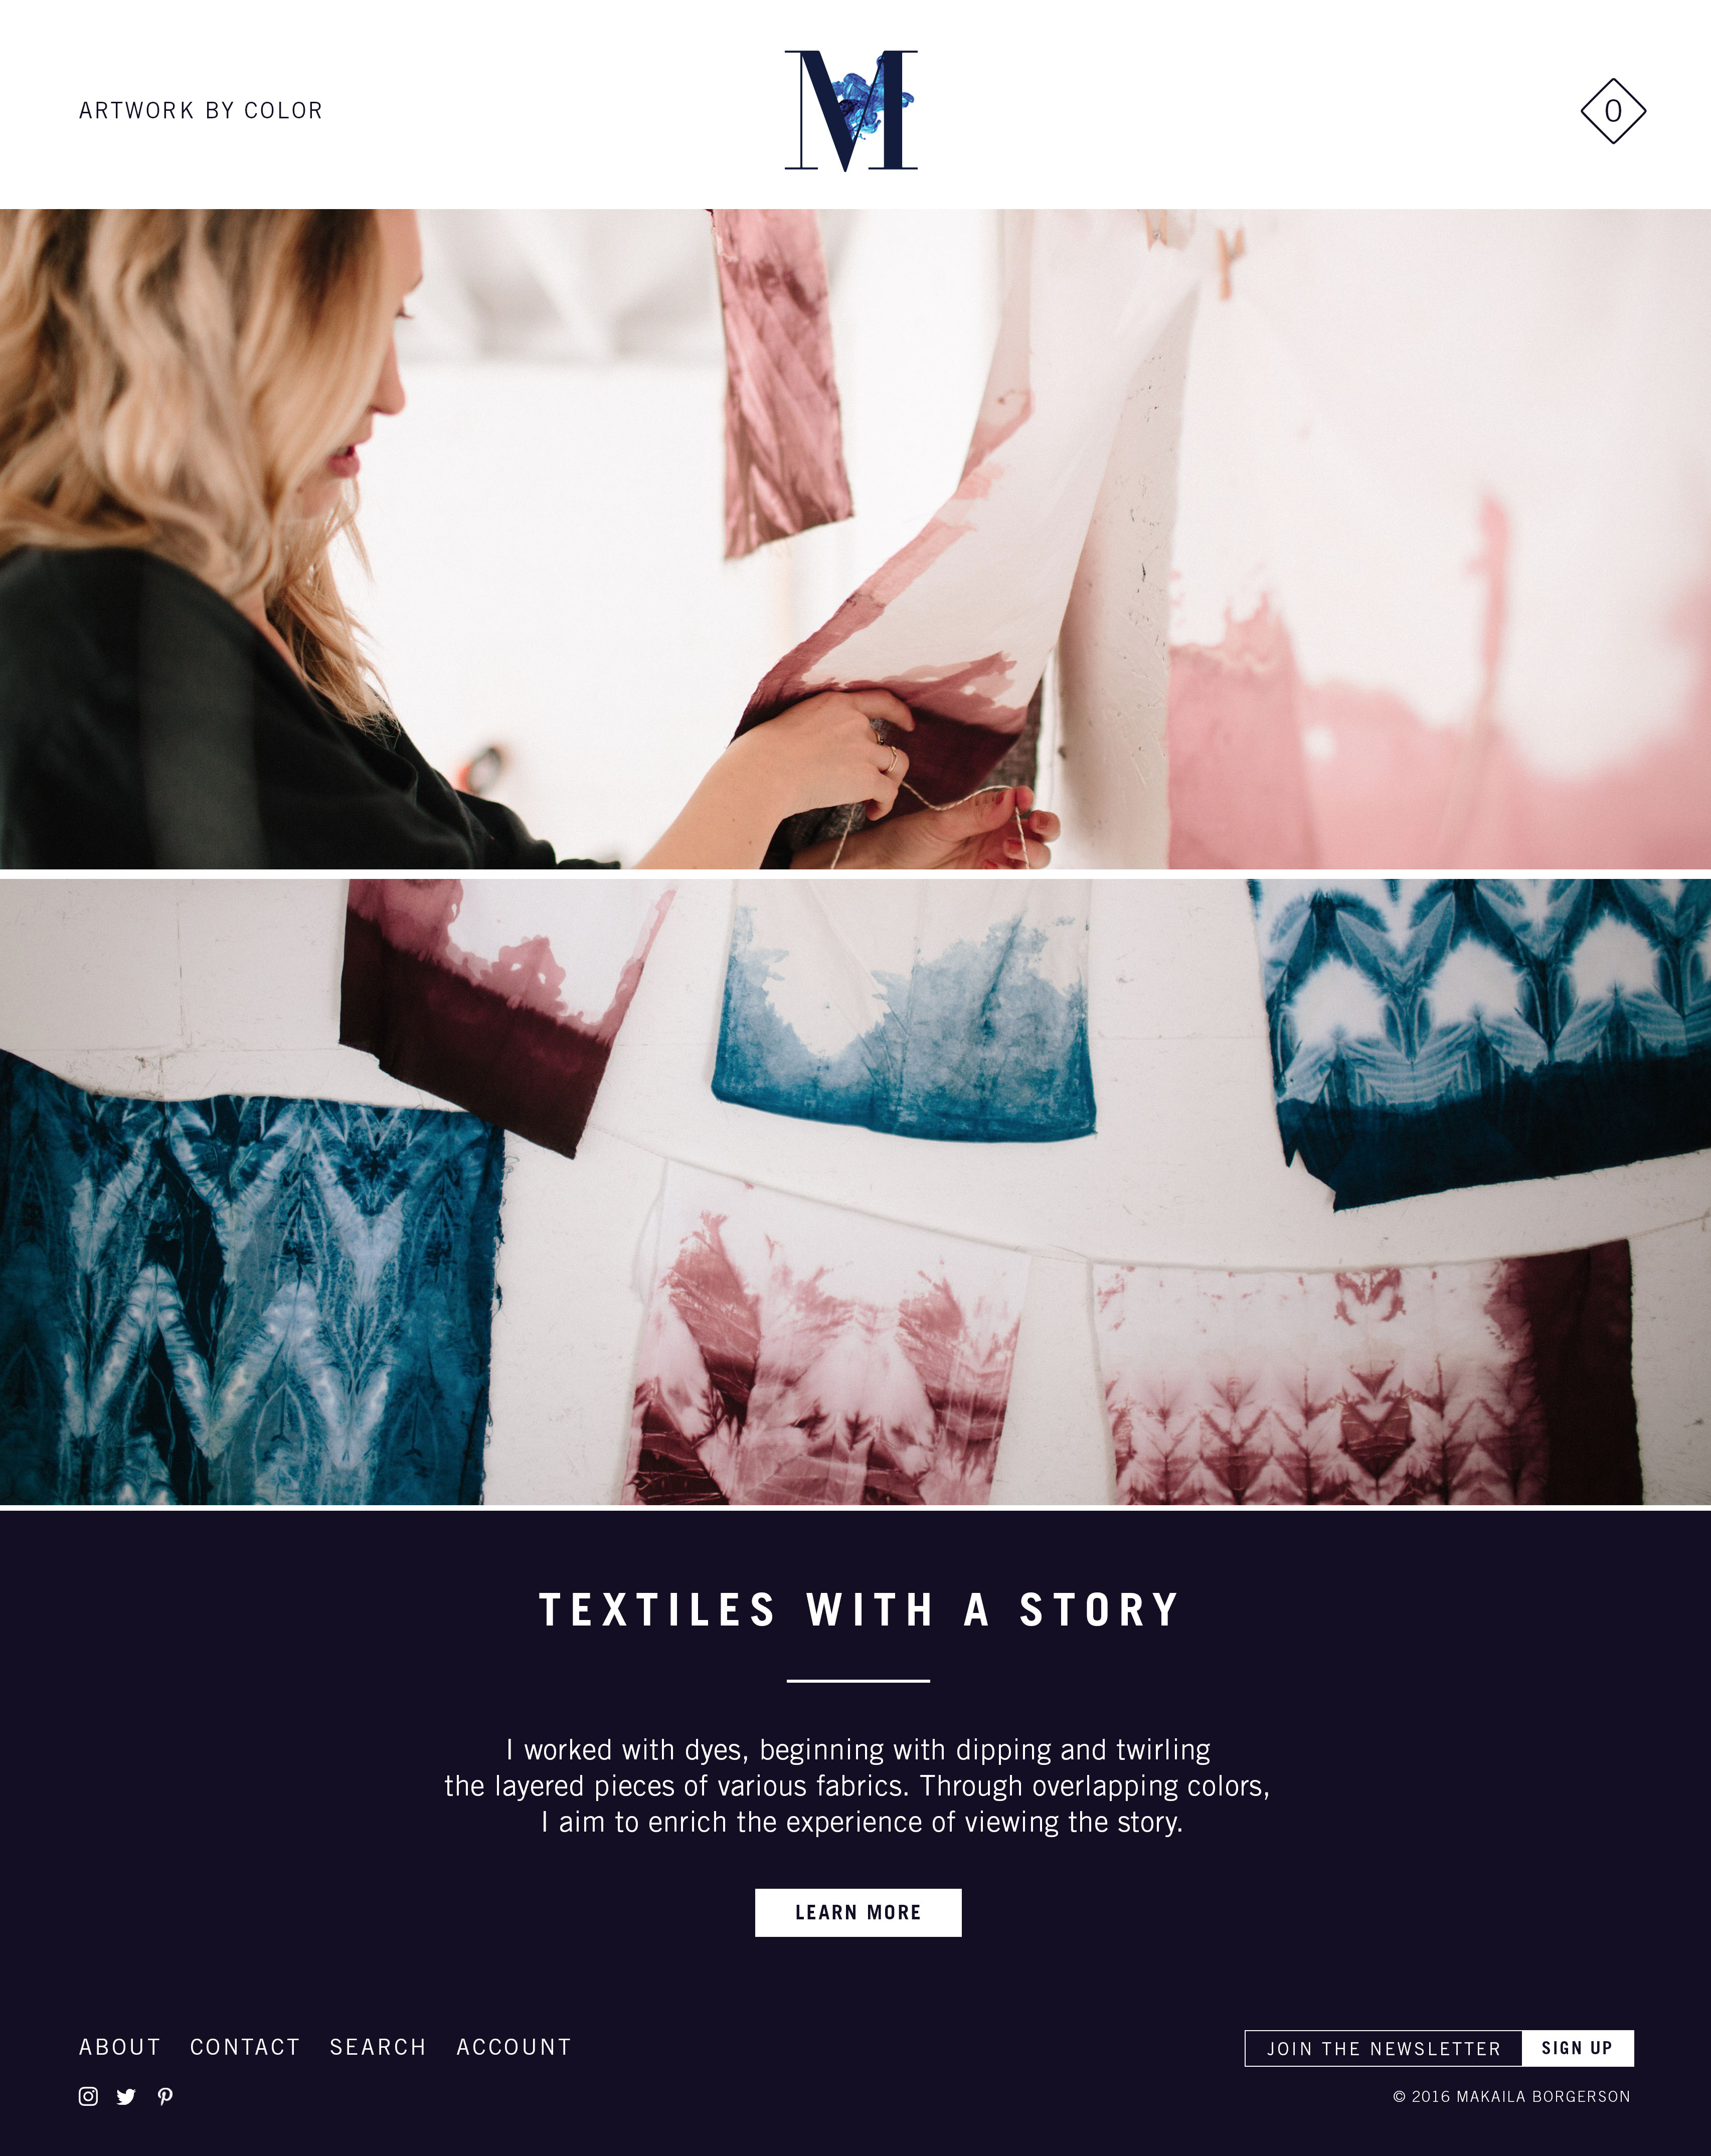 ARTWORK BY COLOR
M
0
TEXTILES WITH A STORY
I worked with dyes, beginning with dipping and twirling
the layered pieces of various fabrics. Through overlapping colors,
I aim to enrich the experience of viewing the story.
LEARN MORE
ABOUT CONTACT SEARCH ACCOUNT
JOIN THE NEWSLETTER SIGN UP
© 2016 MAKAILA BORGERSON